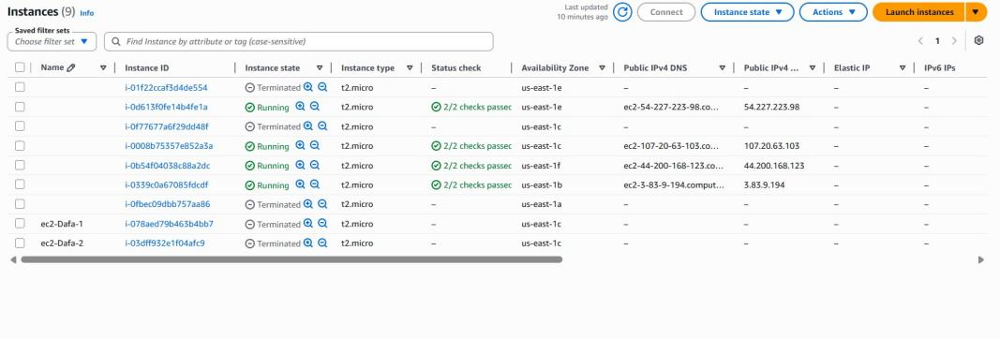 Instances (9) Info
Last updated
10 minutes ago
Connect
Instance state
Actions
Launch instances
Saved filter sets
Choose filter set
Find Instance by attribute or tag (case-sensitive)
1
Name Instance ID Instance state Instance type Status check Availability Zone Public IPv4 DNS Public IPv4 ... Elastic IP IPv6 IPs
i-01f22ccaf3d4de554 Terminated t2.micro – us-east-1e – – – –
i-0d613f0fe14b4fe1a Running t2.micro 2/2 checks passec us-east-1e ec2-54-227-223-98.co... 54.227.223.98 – –
i-0f77677a6f29dd48f Terminated t2.micro – us-east-1c – – – –
i-0008b75357e852a3a Running t2.micro 2/2 checks passec us-east-1c ec2-107-20-63-103.co... 107.20.63.103 – –
i-0b54f04038c88a2dc Running t2.micro 2/2 checks passec us-east-1f ec2-44-200-168-123.co... 44.200.168.123 – –
i-0339c0a67085fdcdf Running t2.micro 2/2 checks passec us-east-1b ec2-3-83-9-194.comput... 3.83.9.194 – –
i-0fbec09dbb757aa86 Terminated t2.micro – us-east-1a – – – –
ec2-Dafa-1 i-078aed79b463b4bb7 Terminated t2.micro – us-east-1c – – – –
ec2-Dafa-2 i-03dff932e1f04afc9 Terminated t2.micro – us-east-1c – – – –